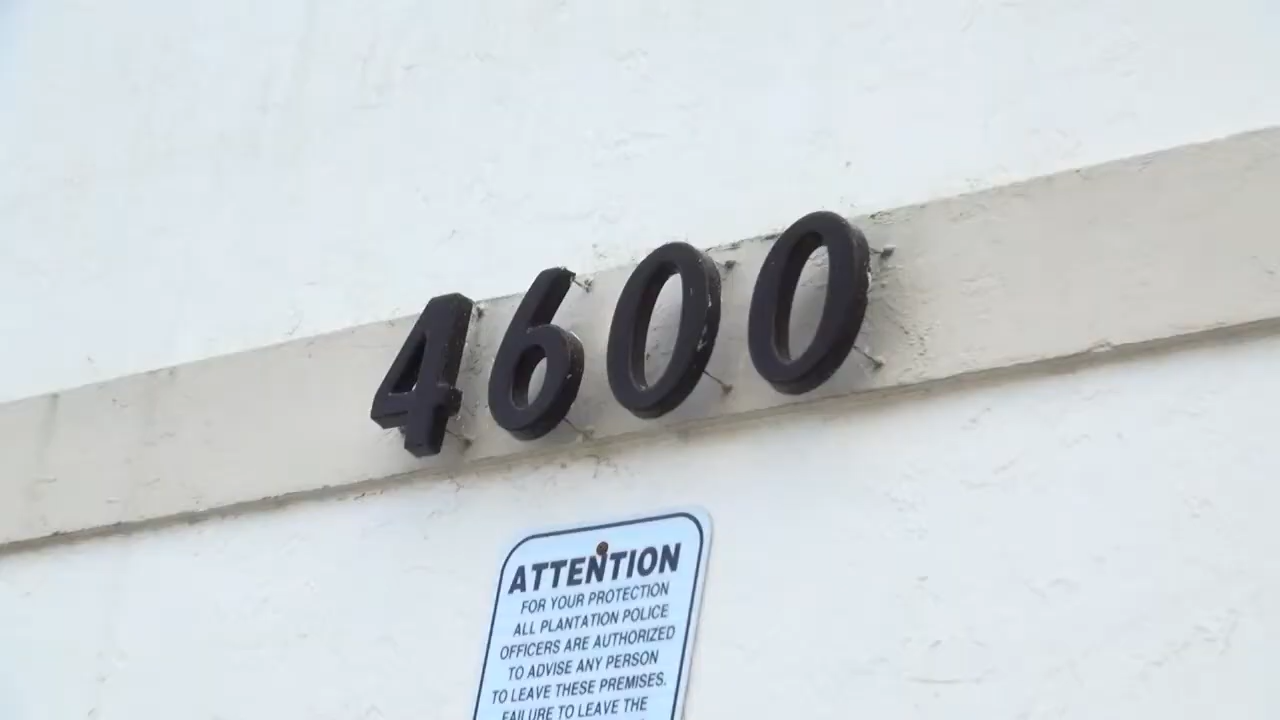 4600
ATTENTION
FOR YOUR PROTECTION
ALL PLANTATION POLICE
OFFICERS ARE AUTHORIZED
TO ADVISE ANY PERSON
TO LEAVE THESE PREMISES.
FAILURE TO LEAVE THE